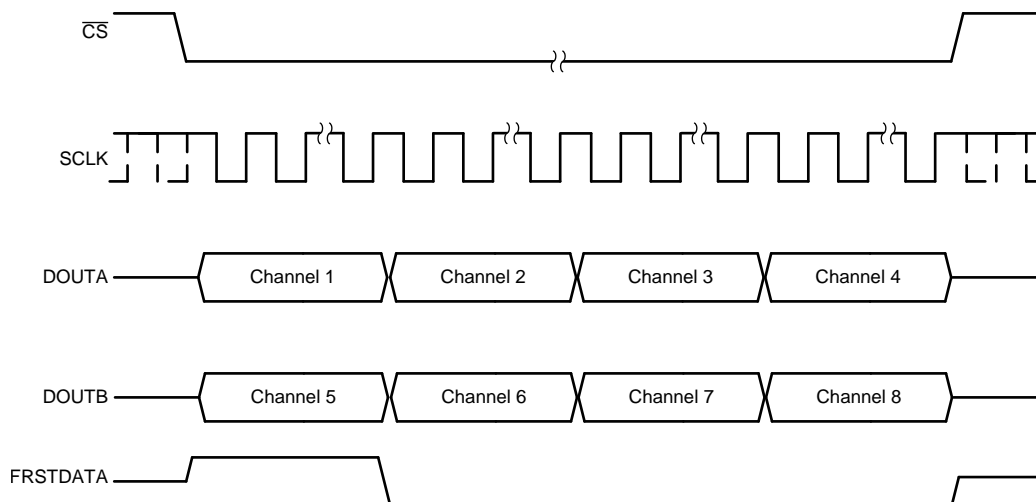 CS
SCLK
DOUTA
Channel 1 Channel 2 Channel 3 Channel 4
DOUTB
Channel 5 Channel 6 Channel 7 Channel 8
FRSTDATA